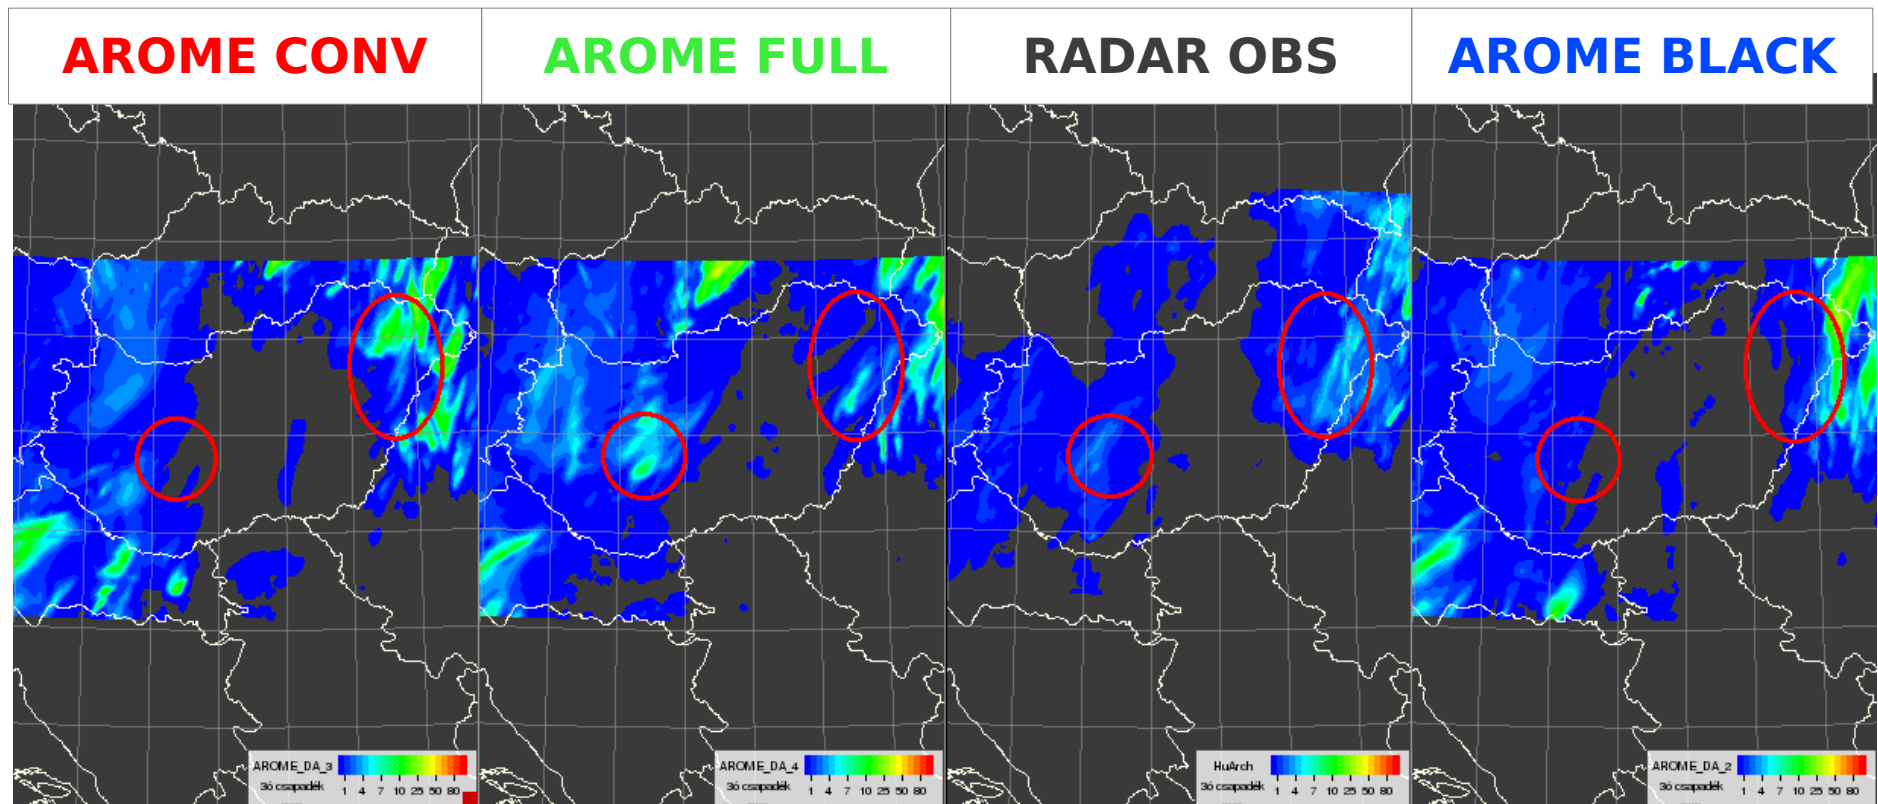 AROME CONV
AROME FULL
RADAR OBS
AROME BLACK
AROME_DA_3
3ó csapadék
1 4 7 10 25 50 80
AROME_DA_4
3ó csapadék
1 4 7 10 25 50 80
HuArch
3ó csapadék
1 4 7 10 25 50 80
AROME_DA_2
3ó csapadék
1 4 7 10 25 50 80